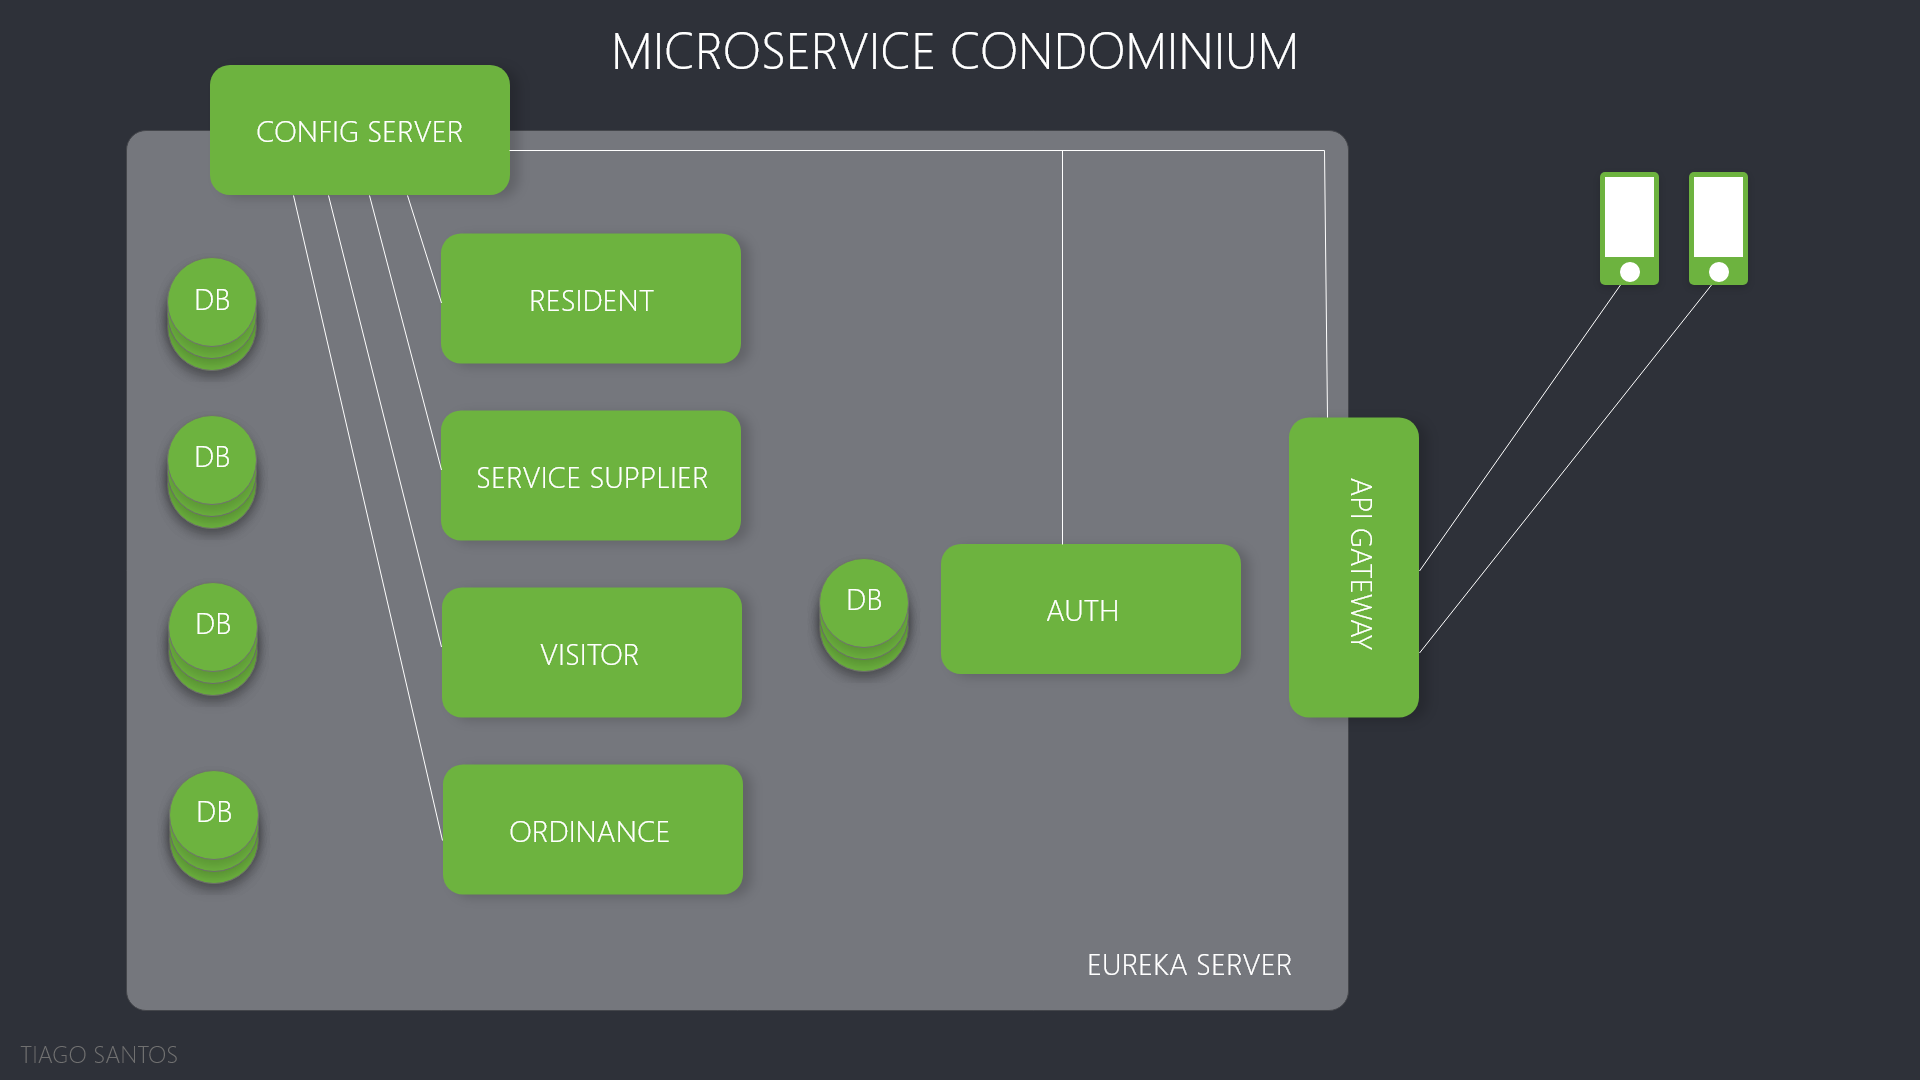 MICROSERVICE CONDOMINIUM
CONFIG SERVER
DB
RESIDENT
DB
SERVICE SUPPLIER
DB
VISITOR
DB
ORDINANCE
DB
AUTH
API GATEWAY
EUREKA SERVER
TIAGO SANTOS